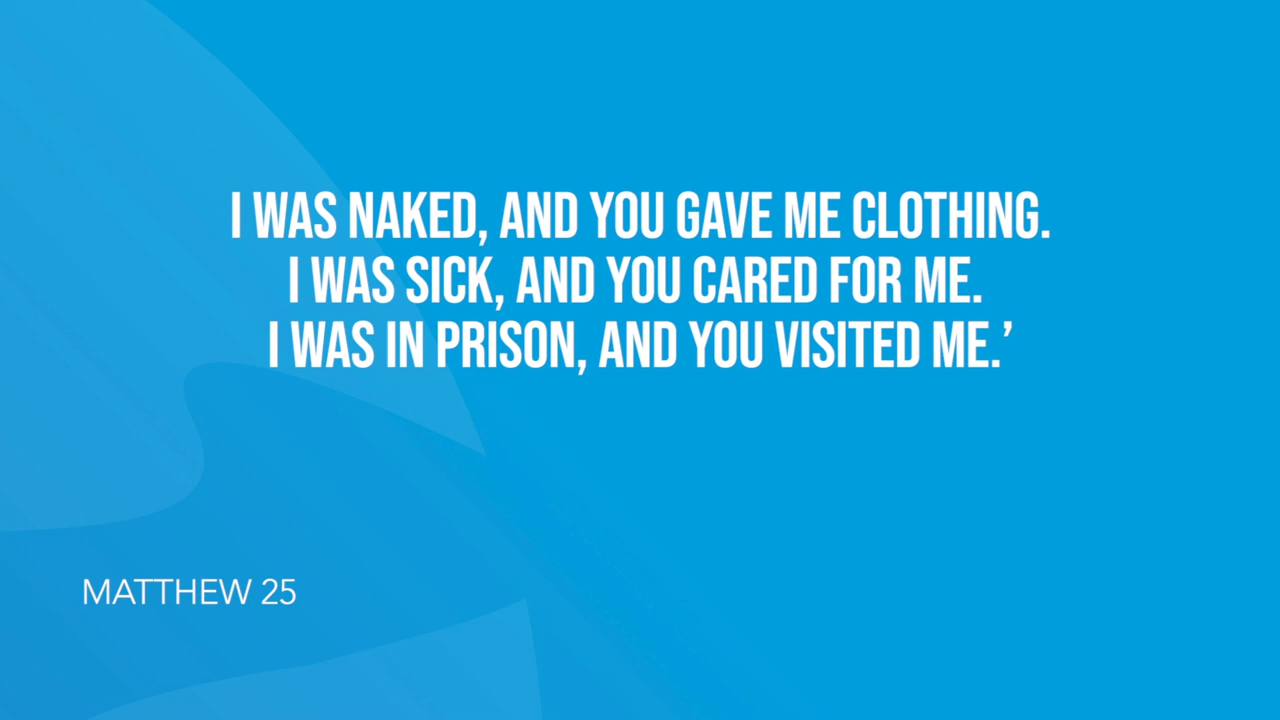 I WAS NAKED, AND YOU GAVE ME CLOTHING.
I WAS SICK, AND YOU CARED FOR ME.
I WAS IN PRISON, AND YOU VISITED ME.’
MATTHEW 25